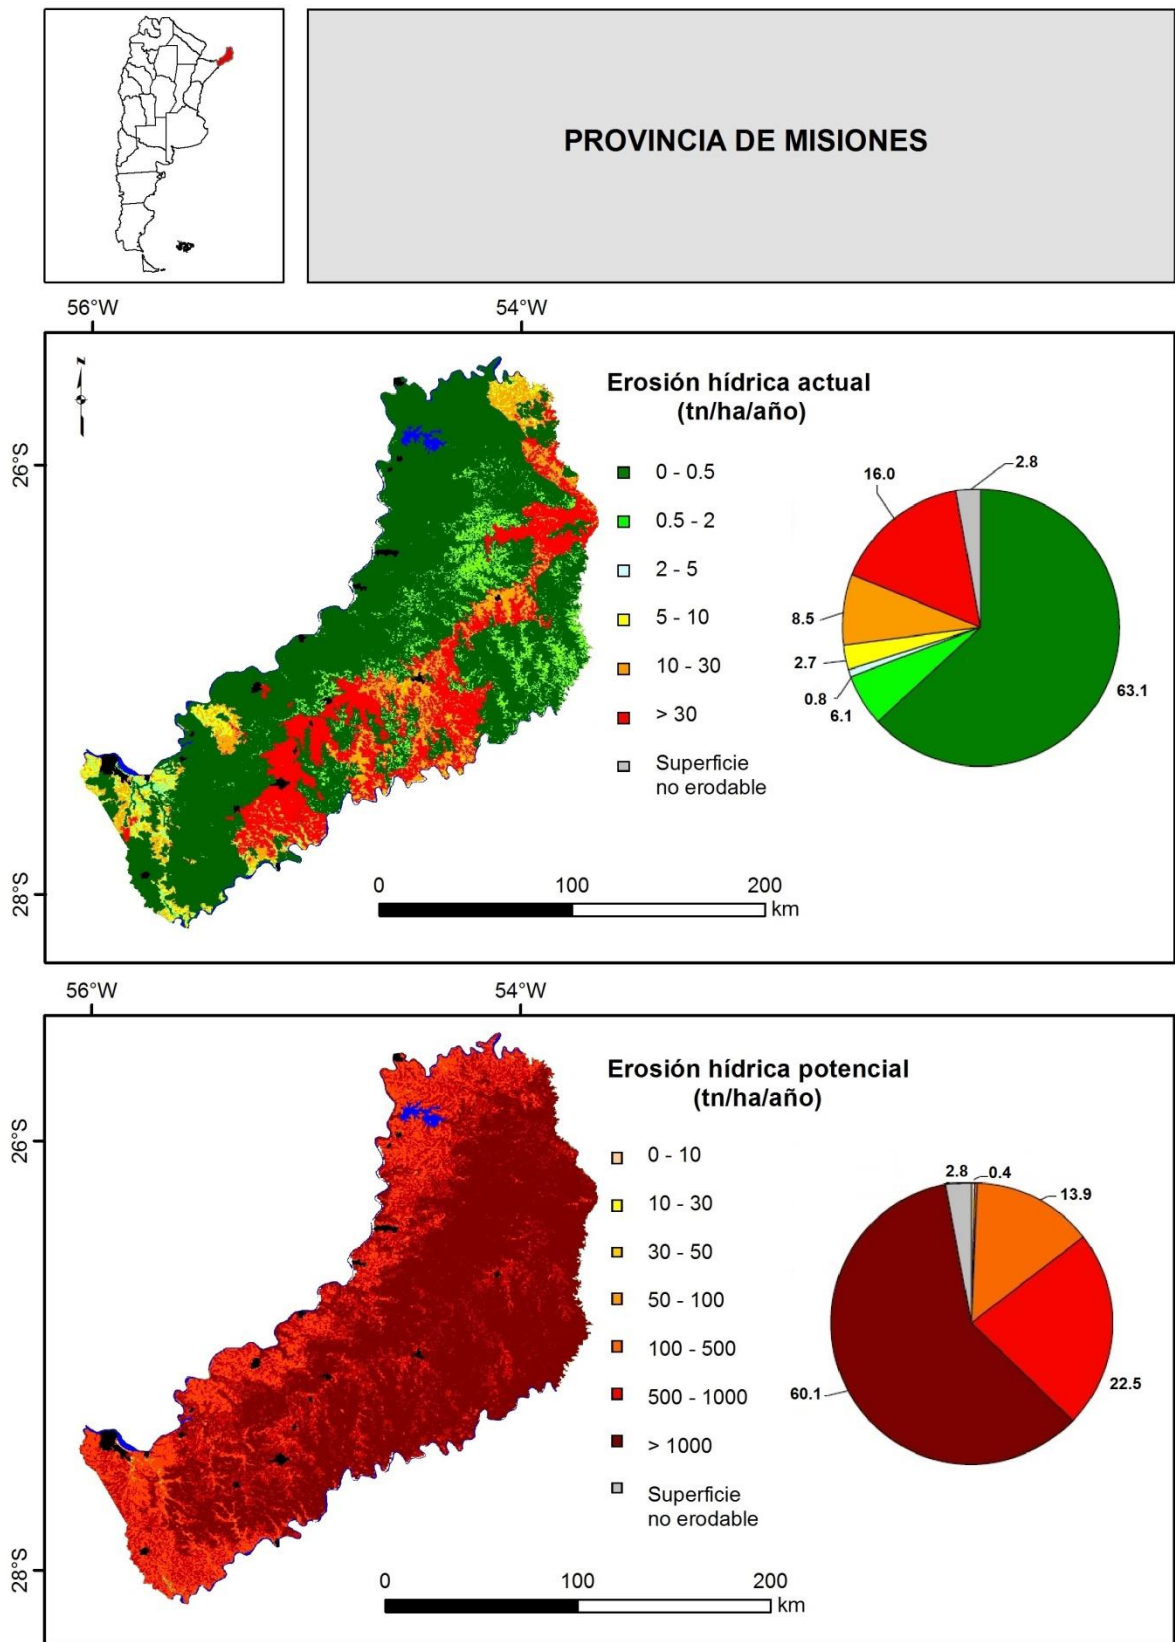 PROVINCIA DE MISIONES
56°W
54°W
26°S
28°S
N
Erosión hídrica actual
(tn/ha/año)
0 - 0.5
0.5 - 2
2 - 5
5 - 10
10 - 30
> 30
Superficie
no erodable
2.8
16.0
8.5
2.7
0.8
6.1
63.1
0
100
200
km
56°W
54°W
26°S
28°S
Erosión hídrica potencial
(tn/ha/año)
0 - 10
10 - 30
30 - 50
50 - 100
100 - 500
500 - 1000
> 1000
Superficie
no erodable
2.8
0.4
13.9
22.5
60.1
0
100
200
km